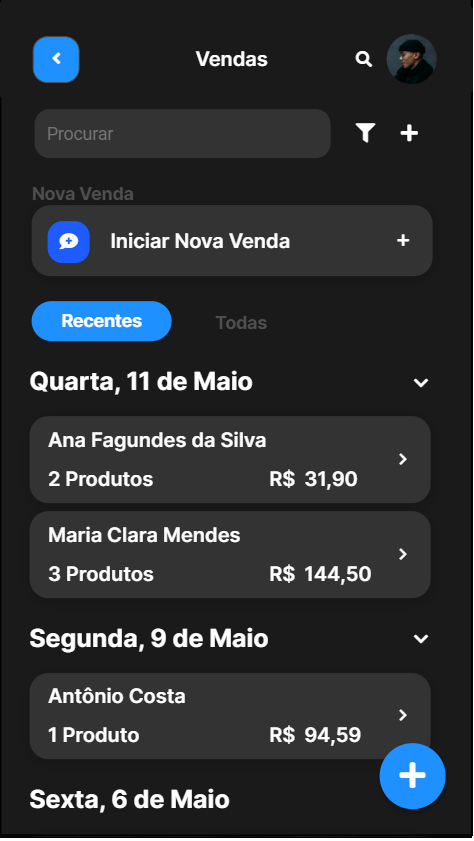 Vendas
Procurar
Nova Venda
Iniciar Nova Venda
Recentes Todas
Quarta, 11 de Maio
Ana Fagundes da Silva
2 Produtos R$ 31,90
Maria Clara Mendes
3 Produtos R$ 144,50
Segunda, 9 de Maio
Antônio Costa
1 Produto R$ 94,59
Sexta, 6 de Maio